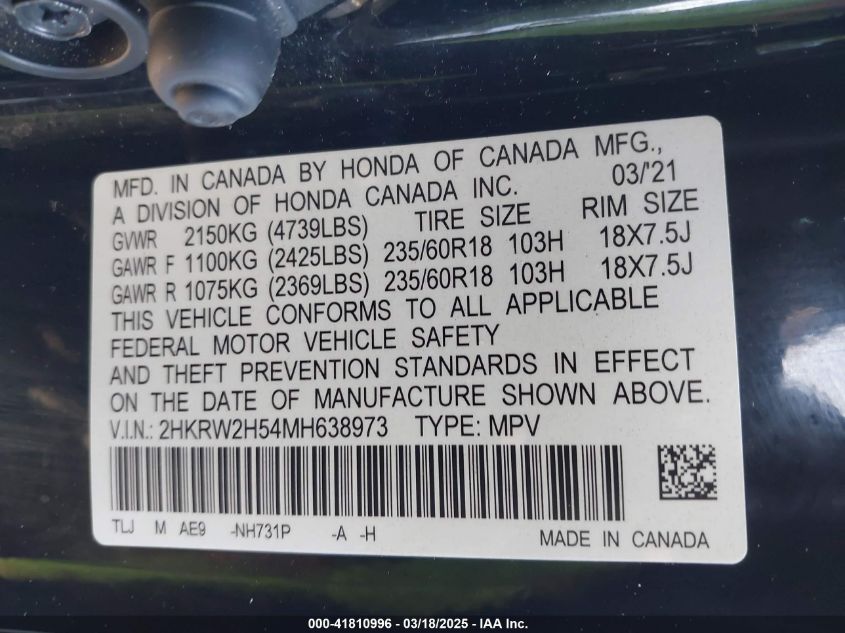 MFD. IN CANADA BY HONDA OF CANADA MFG.,
A DIVISION OF HONDA CANADA INC. 03/'21
GVWR 2150KG (4739LBS) TIRE SIZE RIM SIZE
GAWR F 1100KG (2425LBS) 235/60R18 103H 18X7.5J
GAWR R 1075KG (2369LBS) 235/60R18 103H 18X7.5J
THIS VEHICLE CONFORMS TO ALL APPLICABLE
FEDERAL MOTOR VEHICLE SAFETY
AND THEFT PREVENTION STANDARDS IN EFFECT
ON THE DATE OF MANUFACTURE SHOWN ABOVE.
V.I.N.: 2HKRW2H54MH638973 TYPE: MPV
TLJ M AE9 -NH731P -A -H MADE IN CANADA
000-41810996 - 03/18/2025 - IAA Inc.